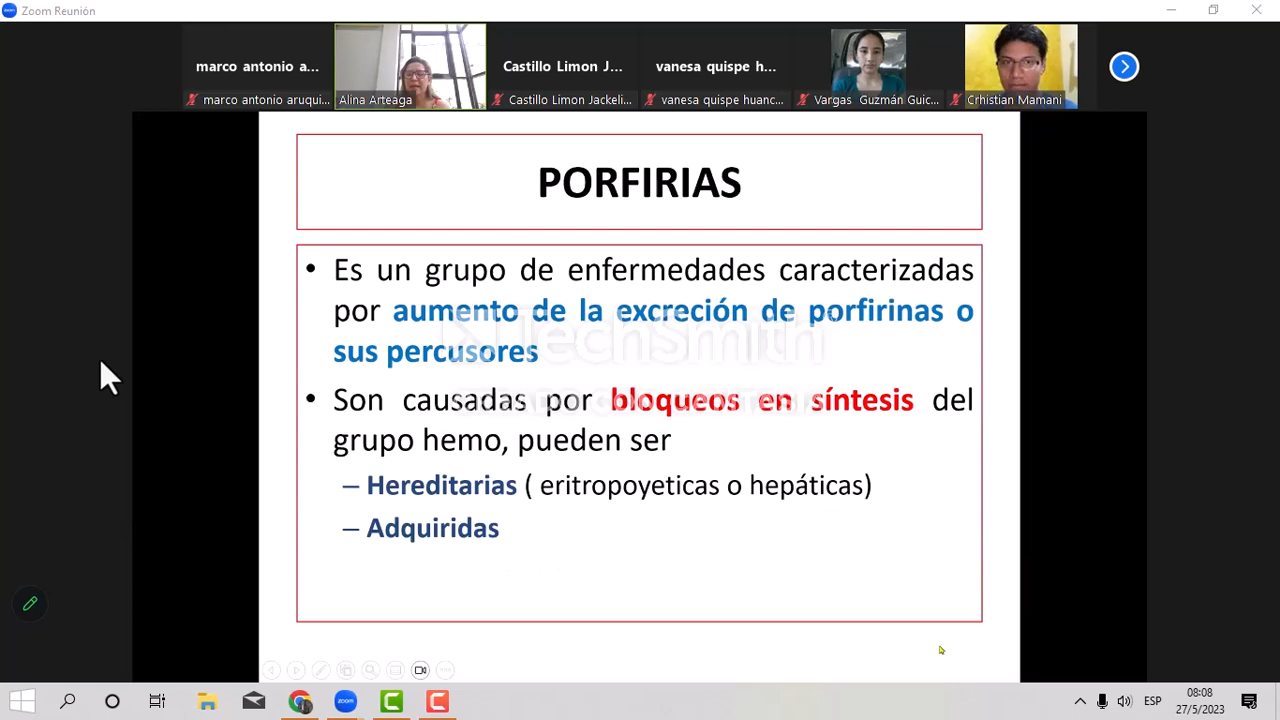 Zoom Reunión
marco antonio a...
Castillo Limon J...
vanesa quispe h...
marco antonio aruqui...
Alina Arteaga
Castillo Limon Jackeli...
vanesa quispe huanc...
Vargas Guzmán Guic...
Crhistian Mamani
PORFIRIAS
• Es un grupo de enfermedades caracterizadas
por aumento de la excreción de porfirinas o
sus percusores
• Son causadas por bloqueos en síntesis del
grupo hemo, pueden ser
– Hereditarias ( eritropoyeticas o hepáticas)
– Adquiridas
TechSmith
zoom
ESP
08:08
27/5/2023